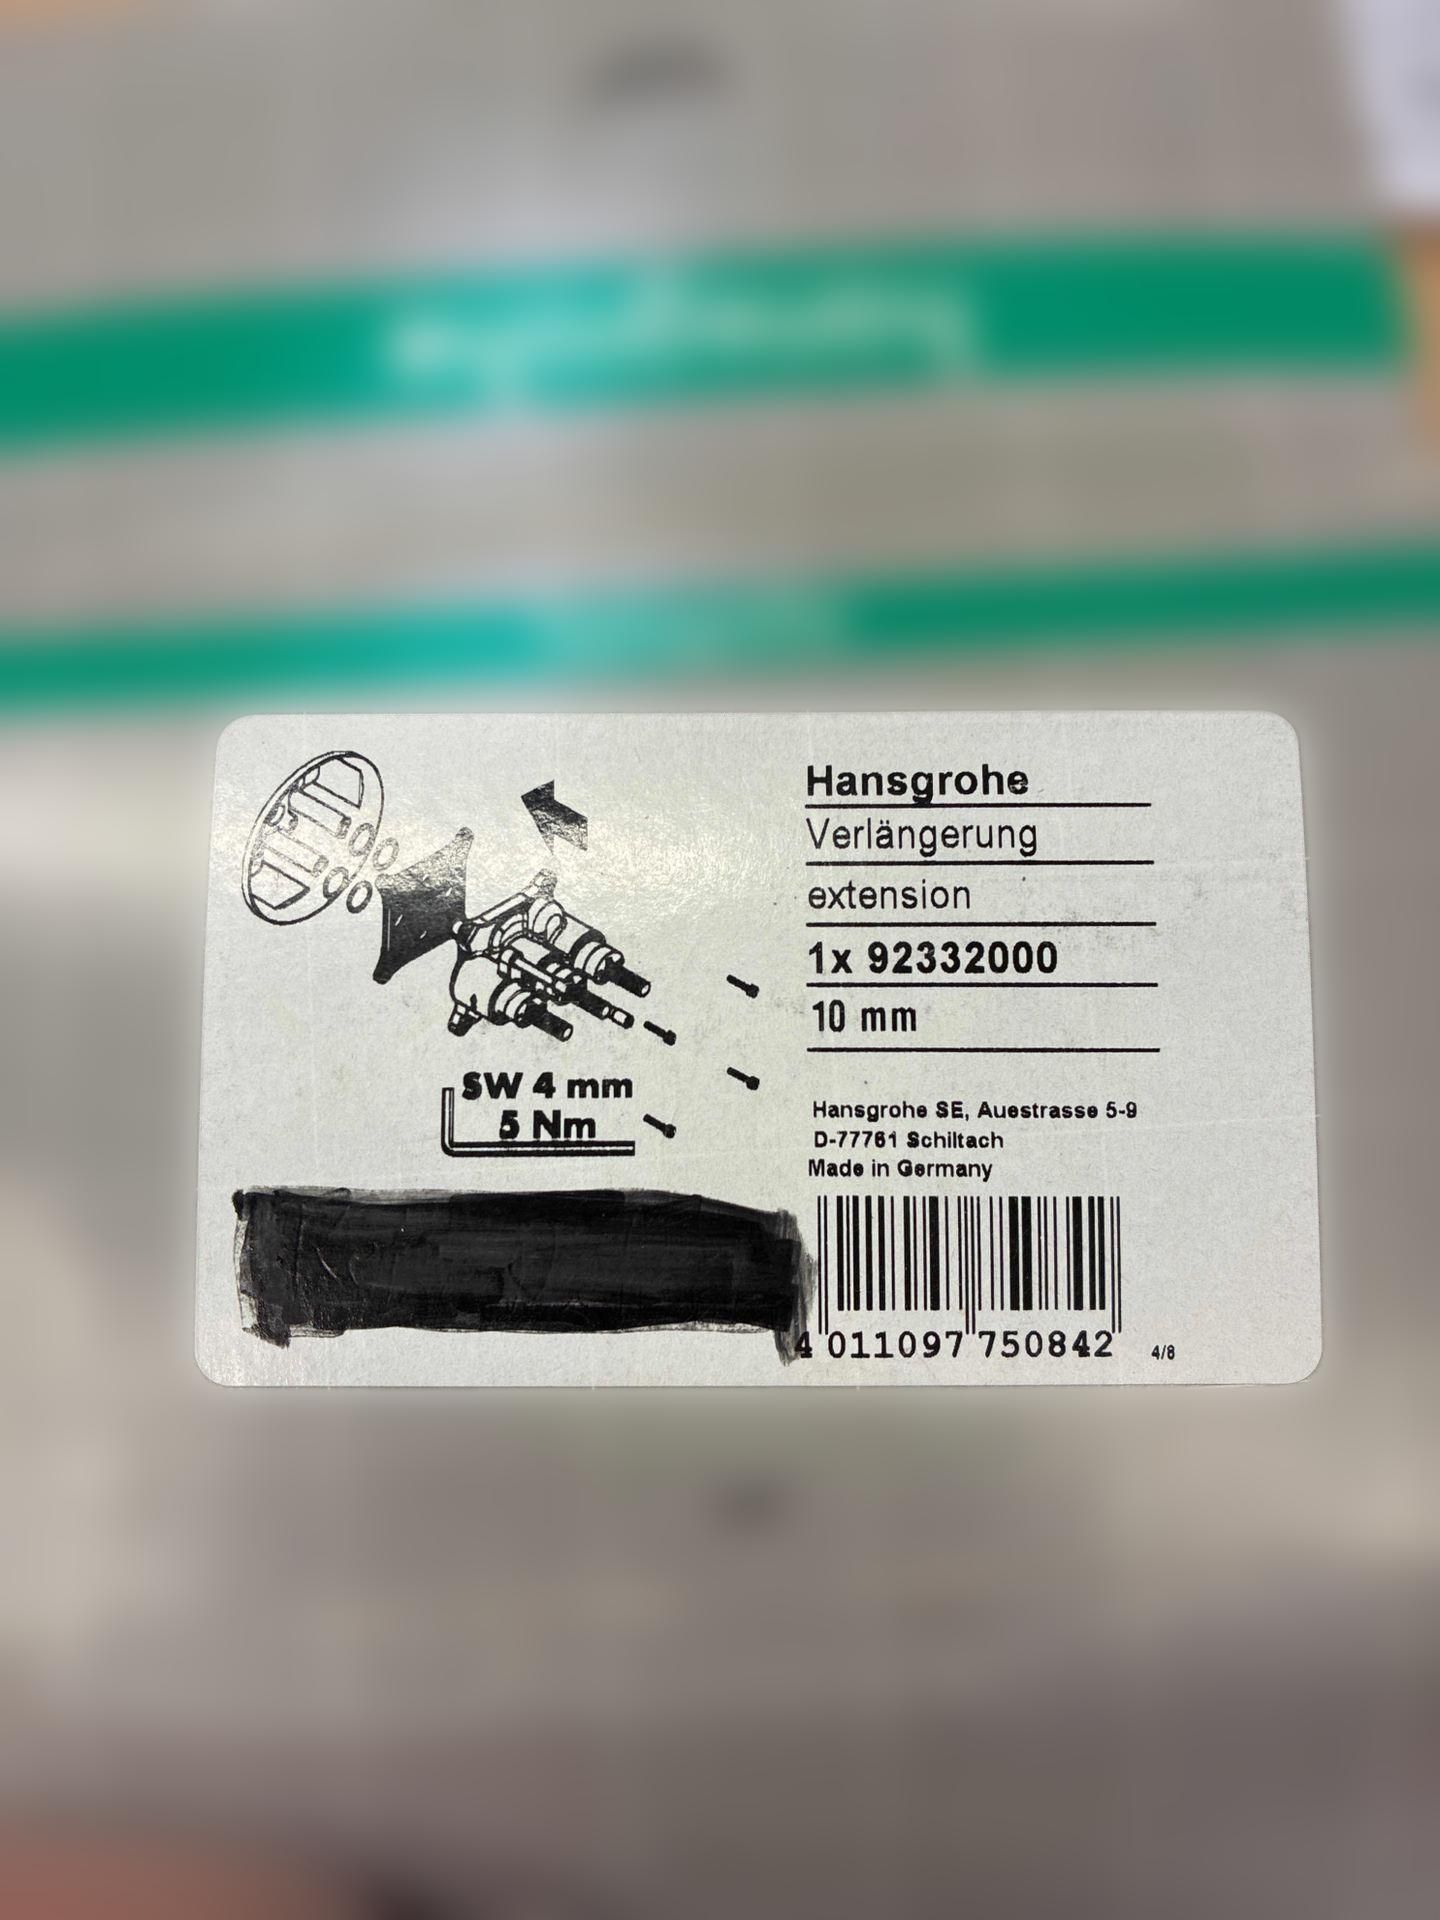 Hansgrohe
Verlängerung
extension
1x 92332000
10 mm
SW 4 mm
5 Nm
Hansgrohe SE, Auestrasse 5-9
D-77761 Schiltach
Made in Germany
4 011097 750842
4/8